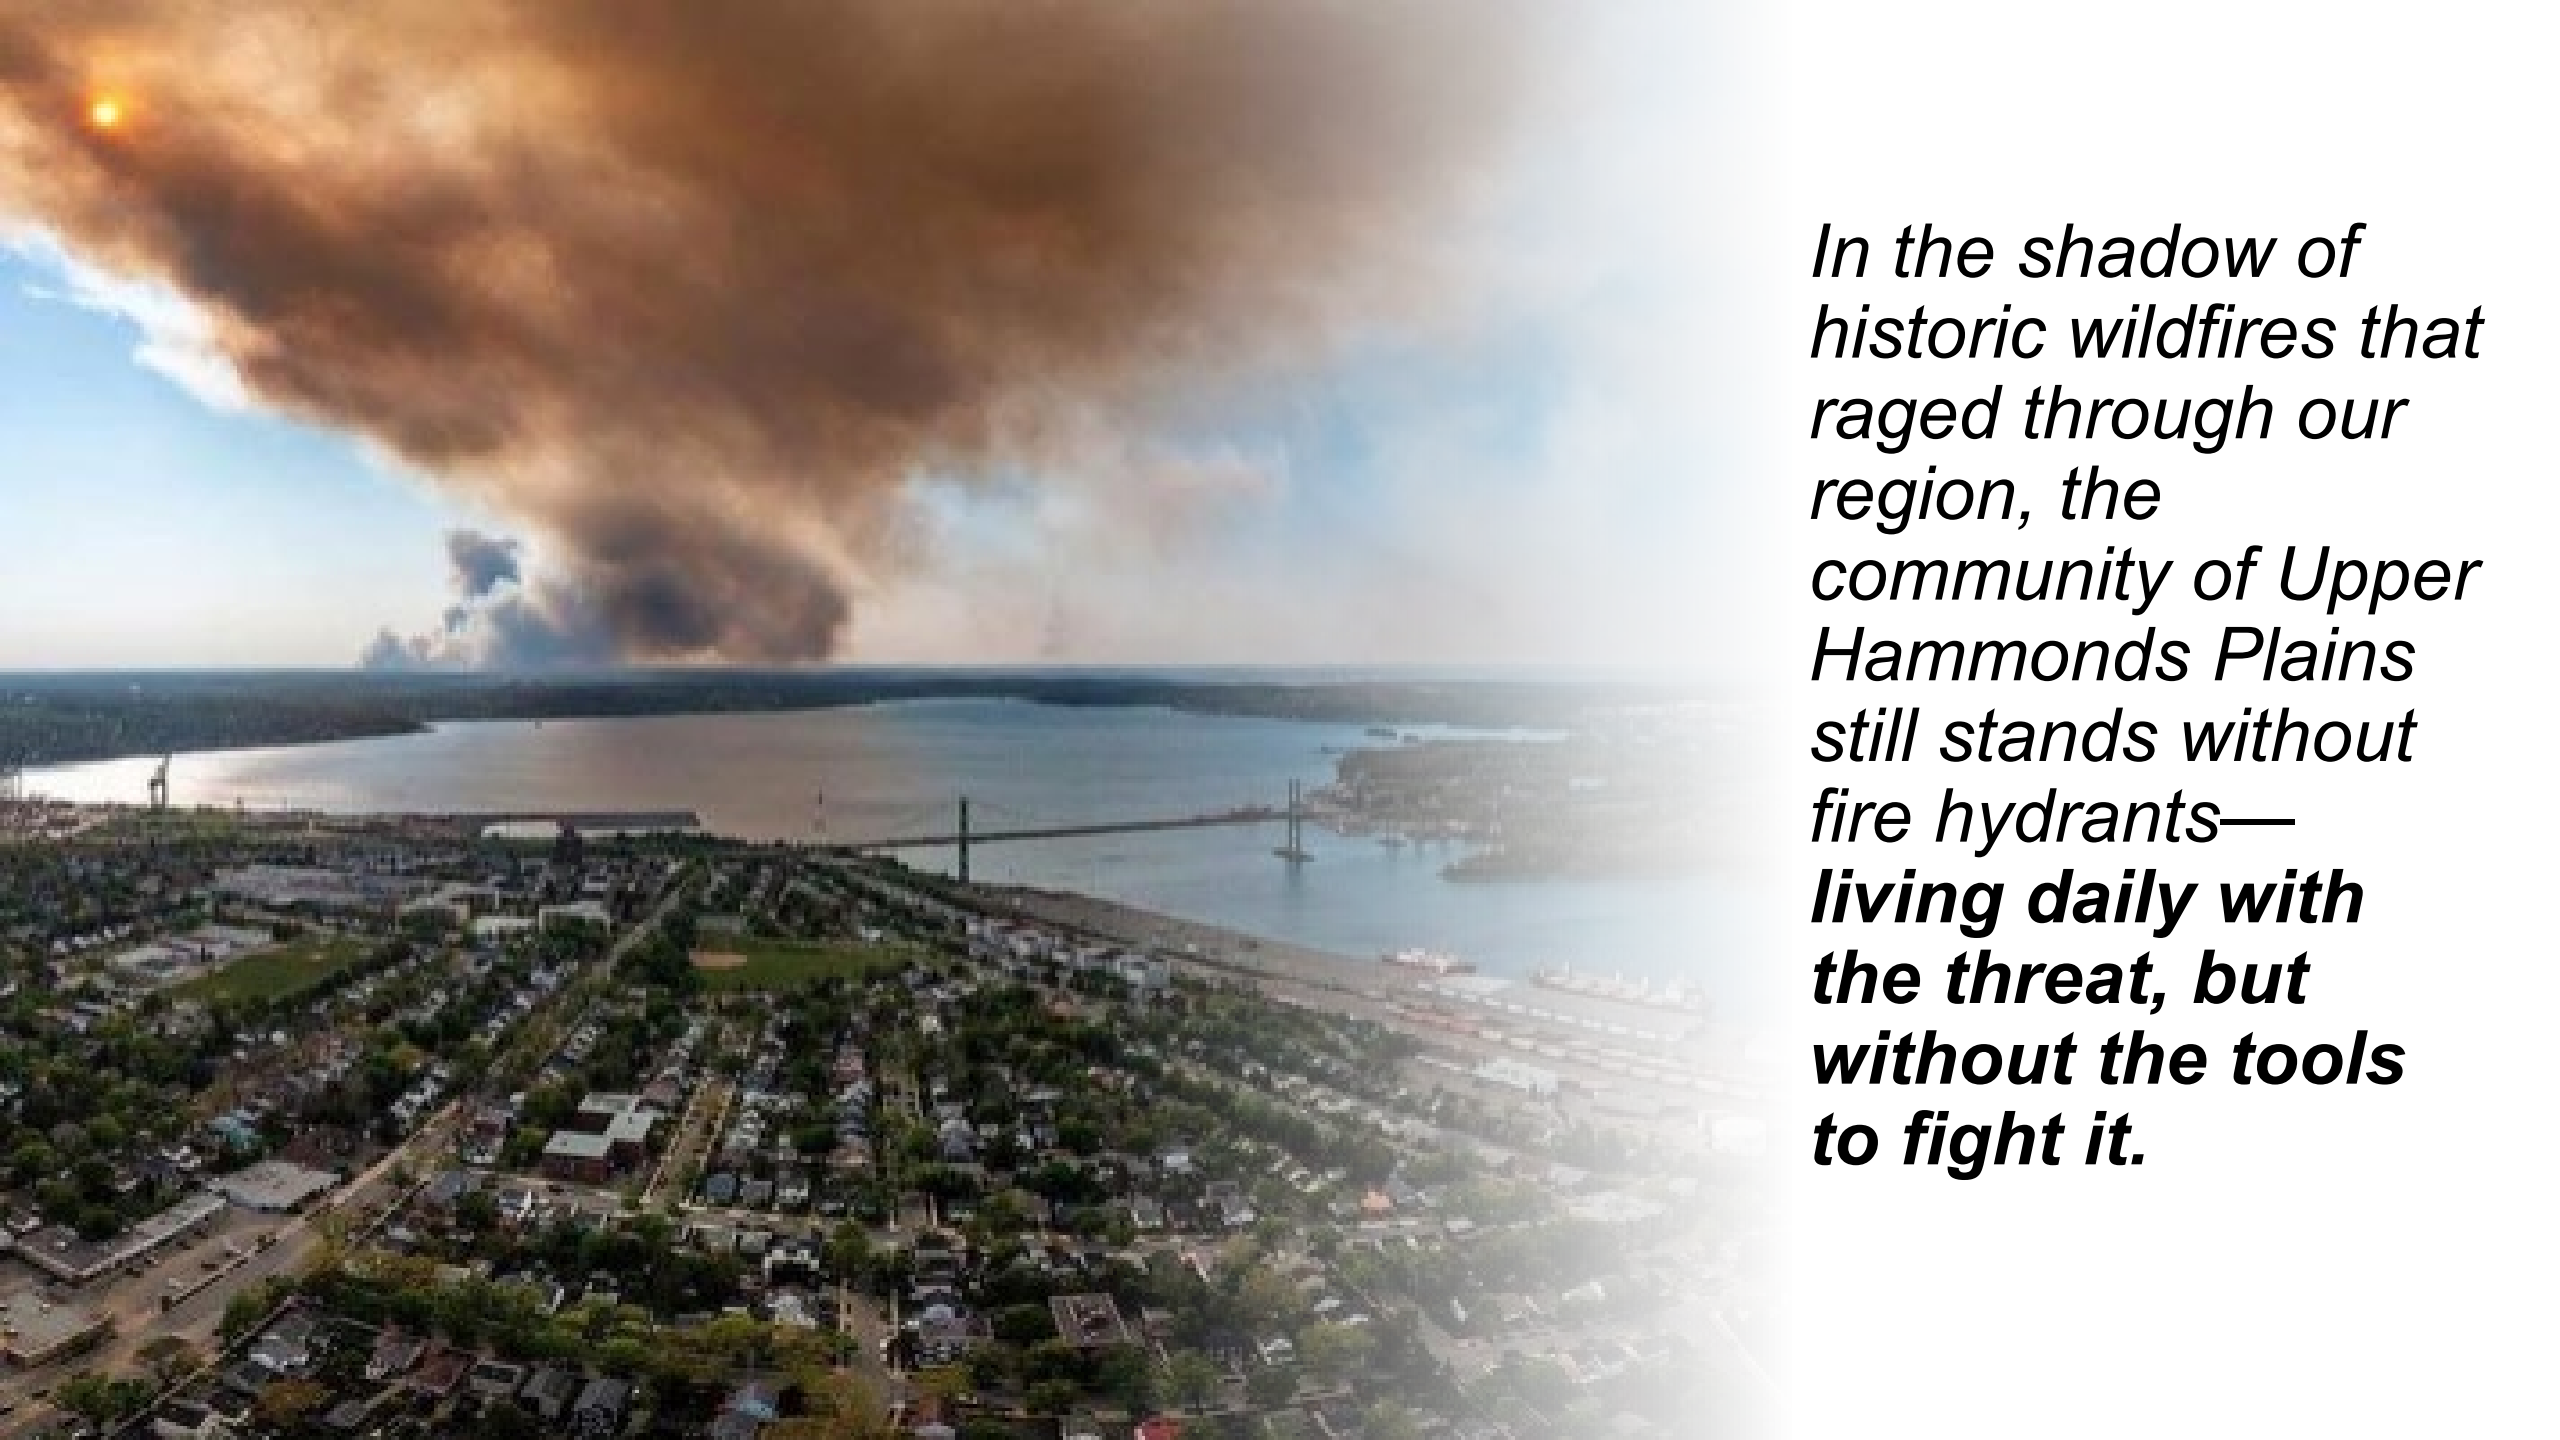 In the shadow of
historic wildfires that
raged through our
region, the
community of Upper
Hammonds Plains
still stands without
fire hydrants—
living daily with
the threat, but
without the tools
to fight it.